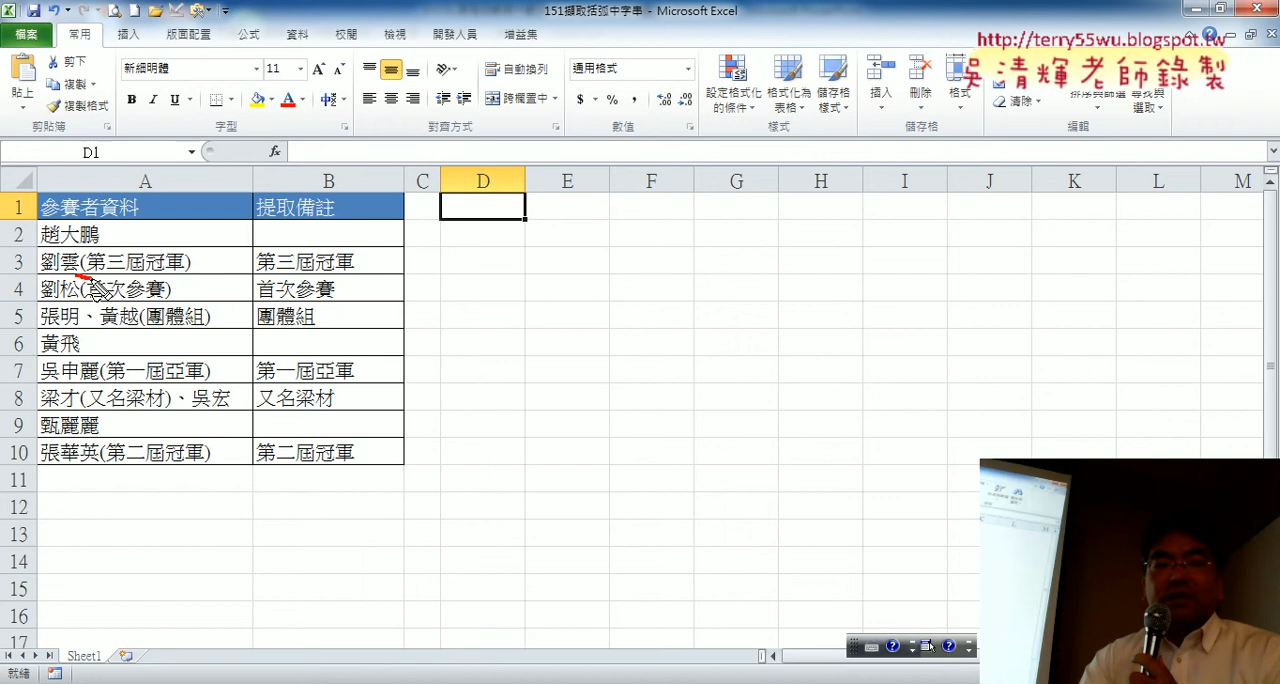 151擷取括弧中字串 - Microsoft Excel
檔案 常用 插入 版面配置 公式 資料 校閱 檢視 開發人員 增益集
http://terry55wu.blogspot.tw
吳清輝老師錄製
貼上 剪下 複製 複製格式 剪貼簿
新細明體 11 B I U 字型
自動換列 跨欄置中 對齊方式
通用格式 $ % , 數值
設定格式化的條件 格式化為表格 儲存格樣式 樣式
插入 刪除 格式 儲存格
清除 編輯
D1 fx
A B C D E F G H I J K L M
1 參賽者資料 提取備註
2 趙大鵬
3 劉雲(第三屆冠軍) 第三屆冠軍
4 劉松(首次參賽) 首次參賽
5 張明、黃越(團體組) 團體組
6 黃飛
7 吳申麗(第一屆亞軍) 第一屆亞軍
8 梁才(又名梁材)、吳宏 又名梁材
9 甄麗麗
10 張華英(第二屆冠軍) 第二屆冠軍
11
12
13
14
15
16
17
Sheet1
就緒